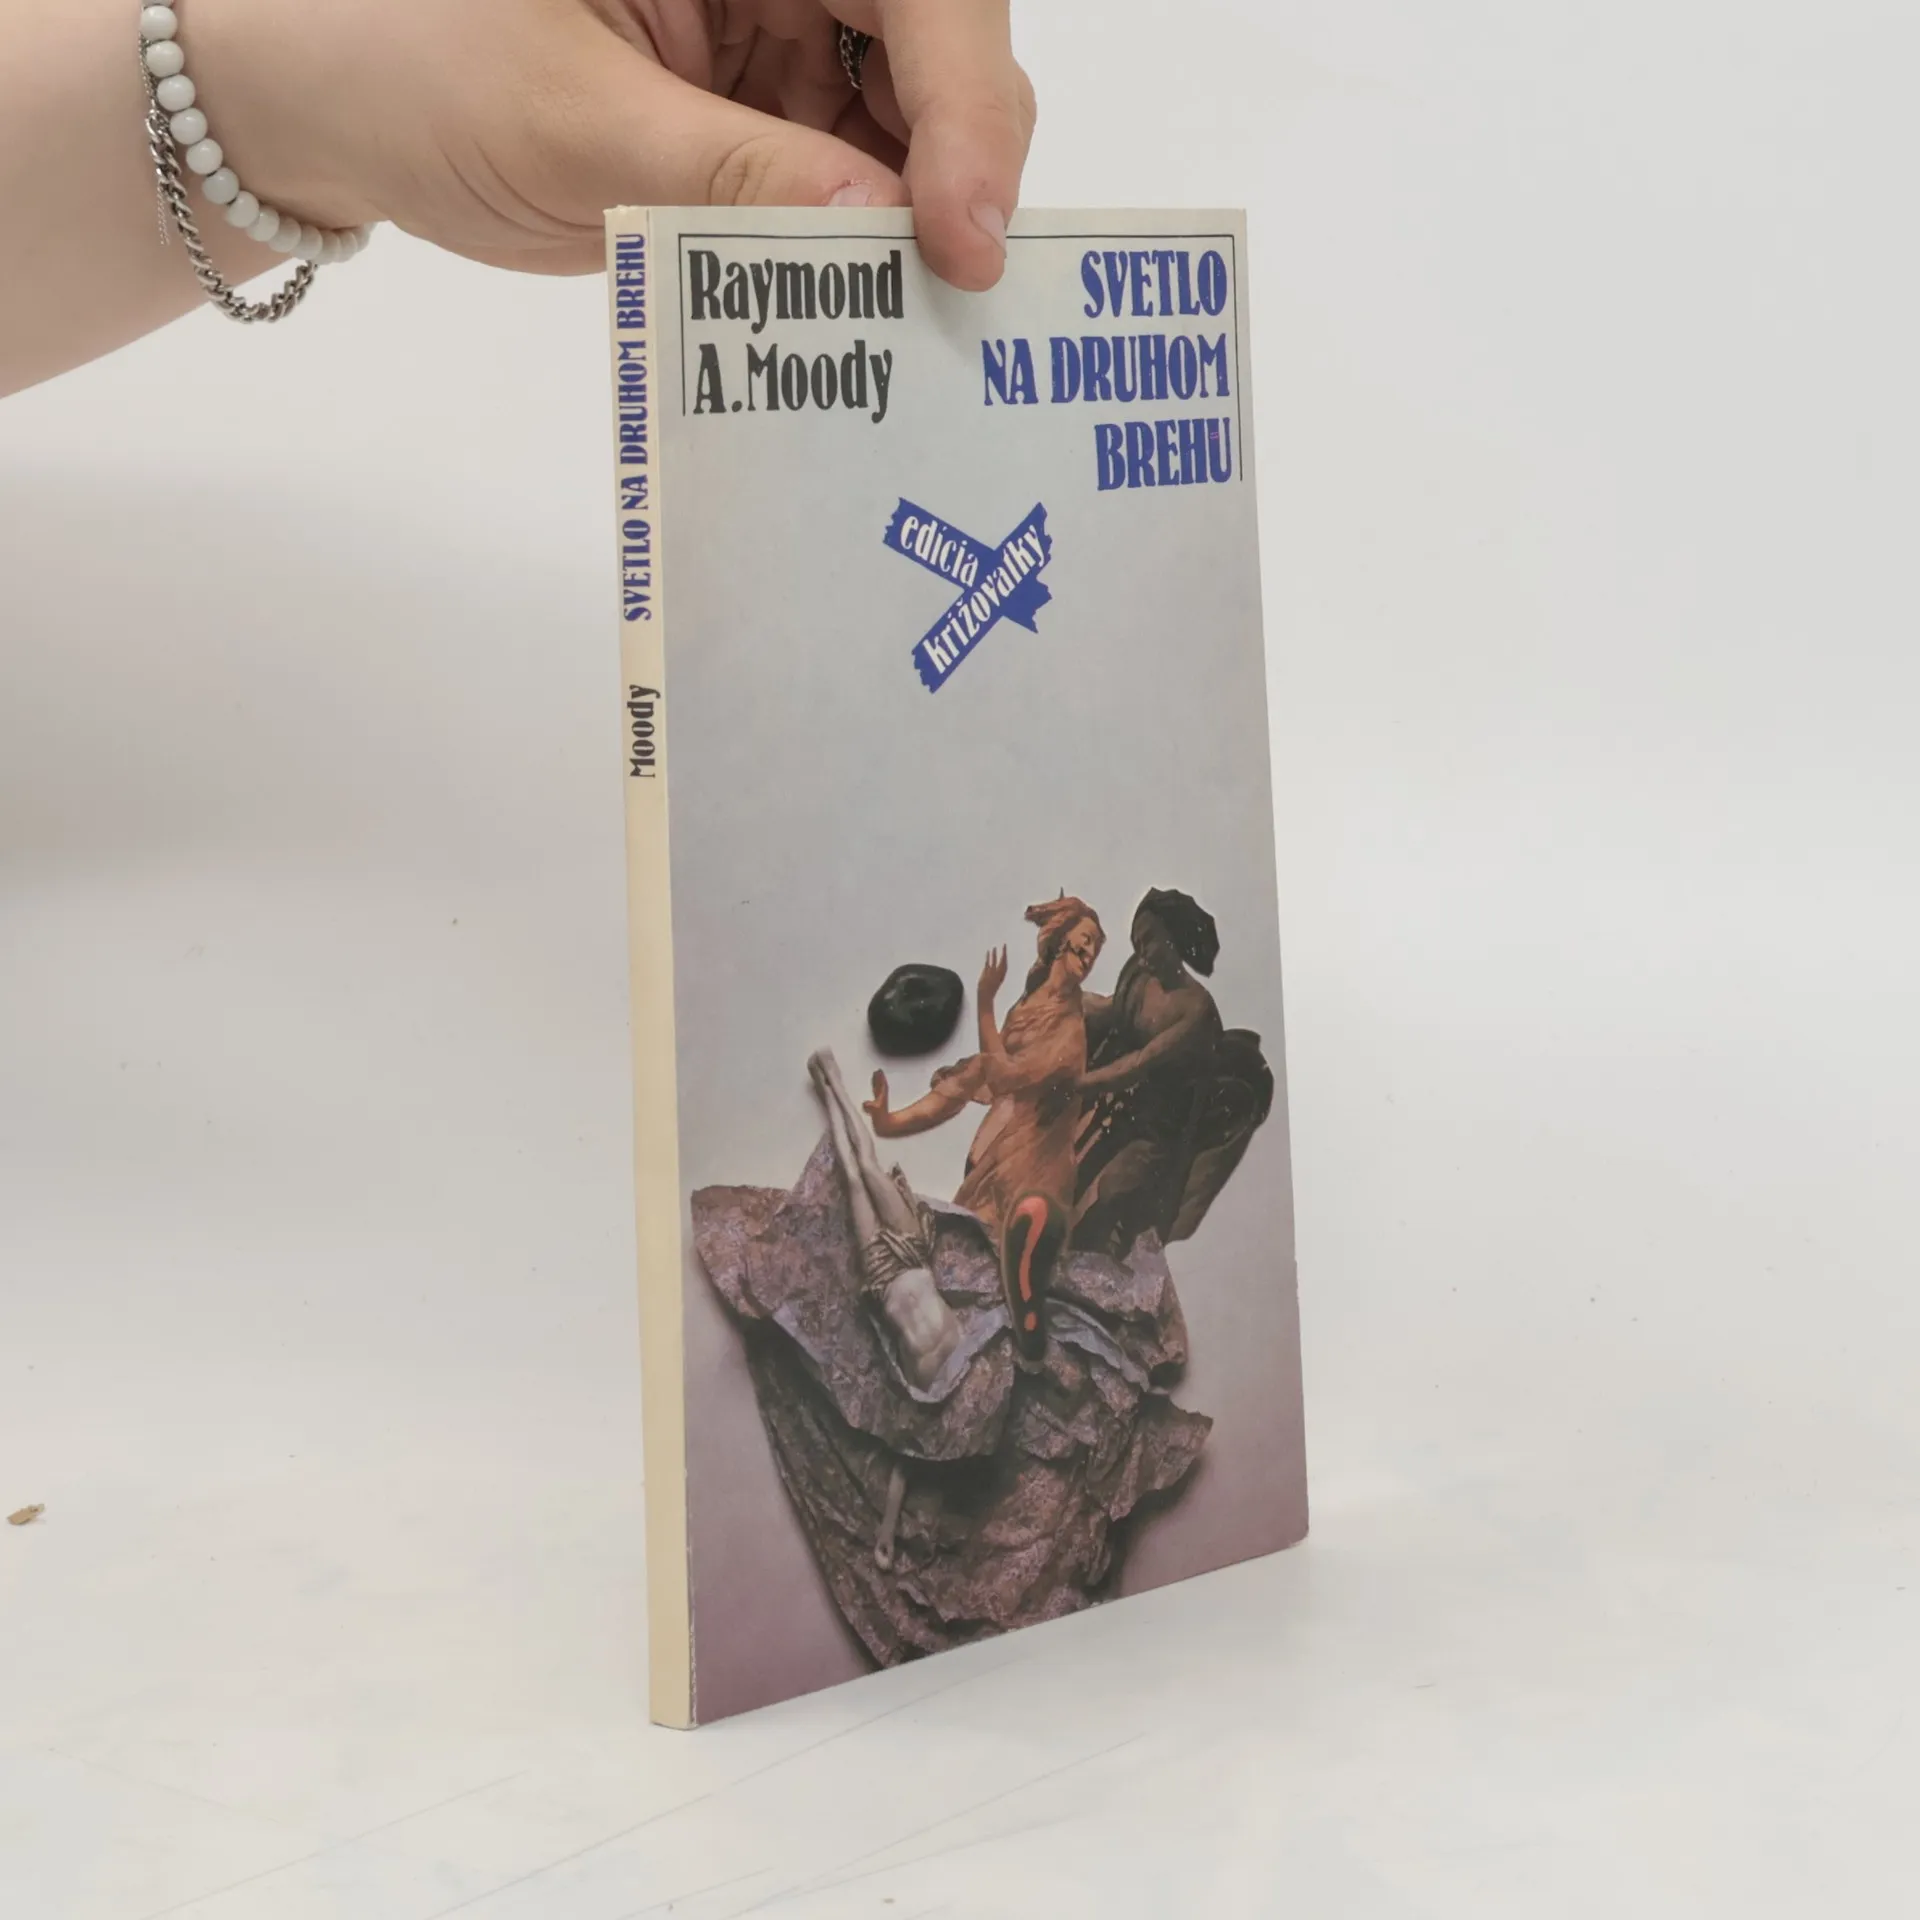 Raymond
A. Moody
SVETLO
NA DRUHOM
BREHU
edícia
križovatky
SVETLO NA DRUHOM BREHU
Moody